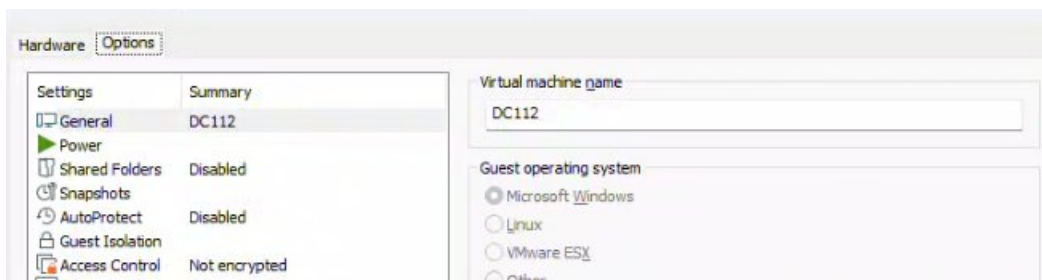 Hardware Options
Settings Summary
General DC112
Power
Shared Folders Disabled
Snapshots
AutoProtect Disabled
Guest Isolation
Access Control Not encrypted
Virtual machine name
DC112
Guest operating system
Microsoft Windows
Linux
VMware ESX
Other